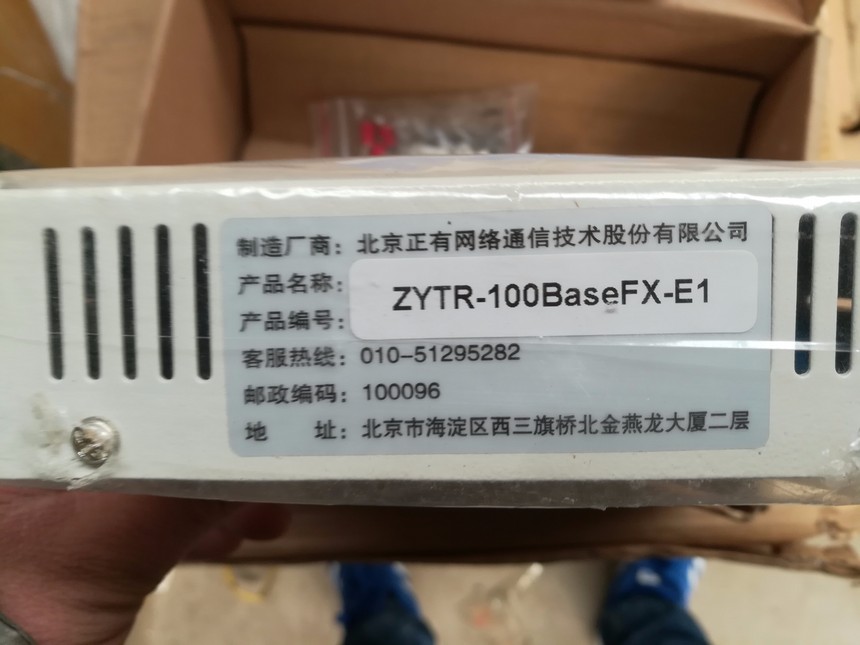 制造厂商：北京正有网络通信技术股份有限公司
产品名称：
ZYTR-100BaseFX-E1
产品编号：
客服热线：010-51295282
邮政编码：100096
地　　址：北京市海淀区西三旗桥北金燕龙大厦二层